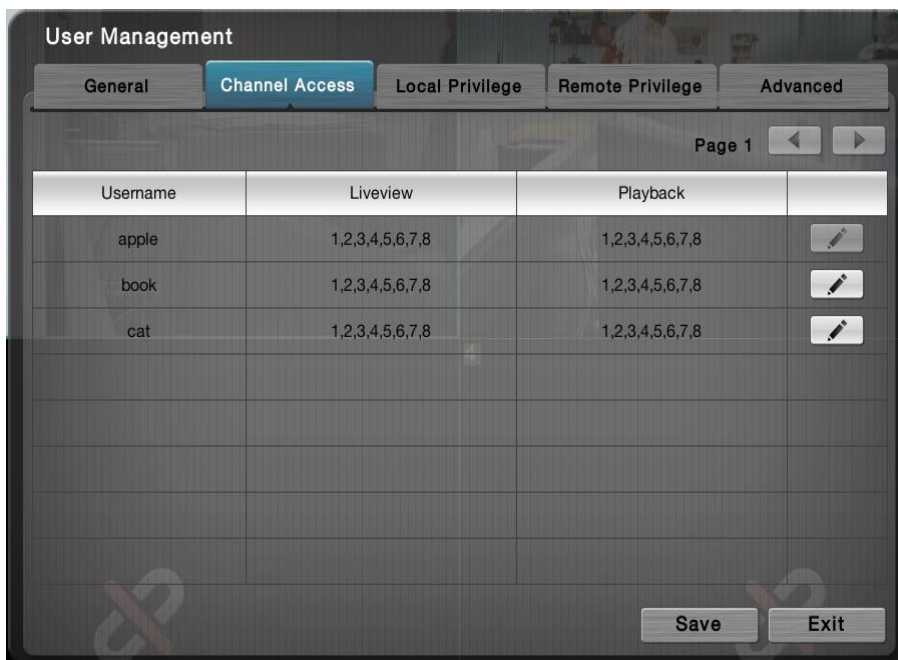 User Management
General Channel Access Local Privilege Remote Privilege Advanced
Page 1
Username Liveview Playback
apple 1,2,3,4,5,6,7,8 1,2,3,4,5,6,7,8
book 1,2,3,4,5,6,7,8 1,2,3,4,5,6,7,8
cat 1,2,3,4,5,6,7,8 1,2,3,4,5,6,7,8
4
Save Exit